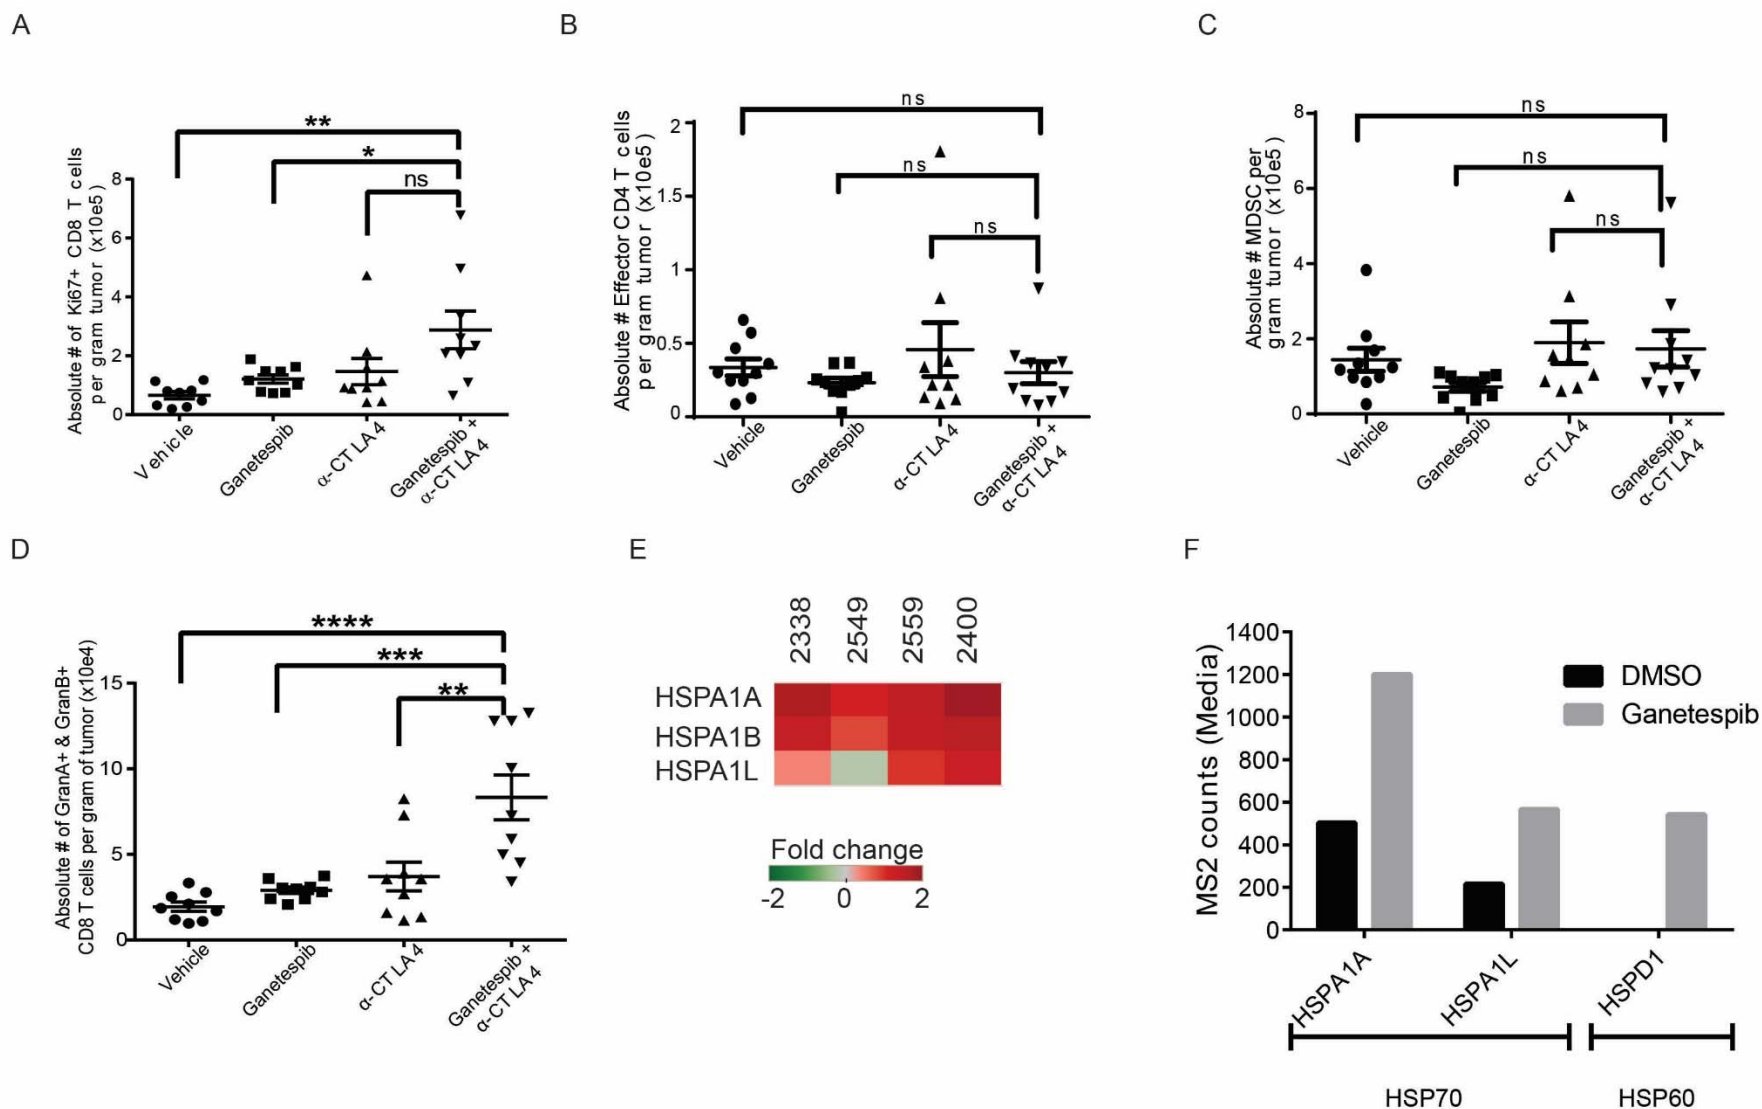 A
**
*
ns
Absolute # of Ki67+ CD8 T cells
per gram tumor (x10e5)
8
6
4
2
0
Vehicle
Ganetespib
α-CTLA4
Ganetespib +
α-CTLA4
B
ns
ns
ns
Absolute # Effector CD4 T cells
per gram tumor (x10e5)
2
1.5
1
0.5
0
Vehicle
Ganetespib
α-CTLA4
Ganetespib +
α-CTLA4
C
ns
ns
ns
Absolute # MDSC per
gram tumor (x10e5)
8
6
4
2
0
Vehicle
Ganetespib
α-CTLA4
Ganetespib +
α-CTLA4
D
****
***
**
Absolute # of GranA+ & GranB+
CD8 T cells per gram of tumor (x10e4)
15
10
5
0
Vehicle
Ganetespib
α-CTLA4
Ganetespib +
α-CTLA4
E
2338 2549 2559 2400
HSPA1A
HSPA1B
HSPA1L
Fold change
-2 0 2
F
MS2 counts (Media)
1400
1200
1000
800
600
400
200
0
DMSO
Ganetespib
HSPA1A
HSPA1L
HSPD1
HSP70
HSP60